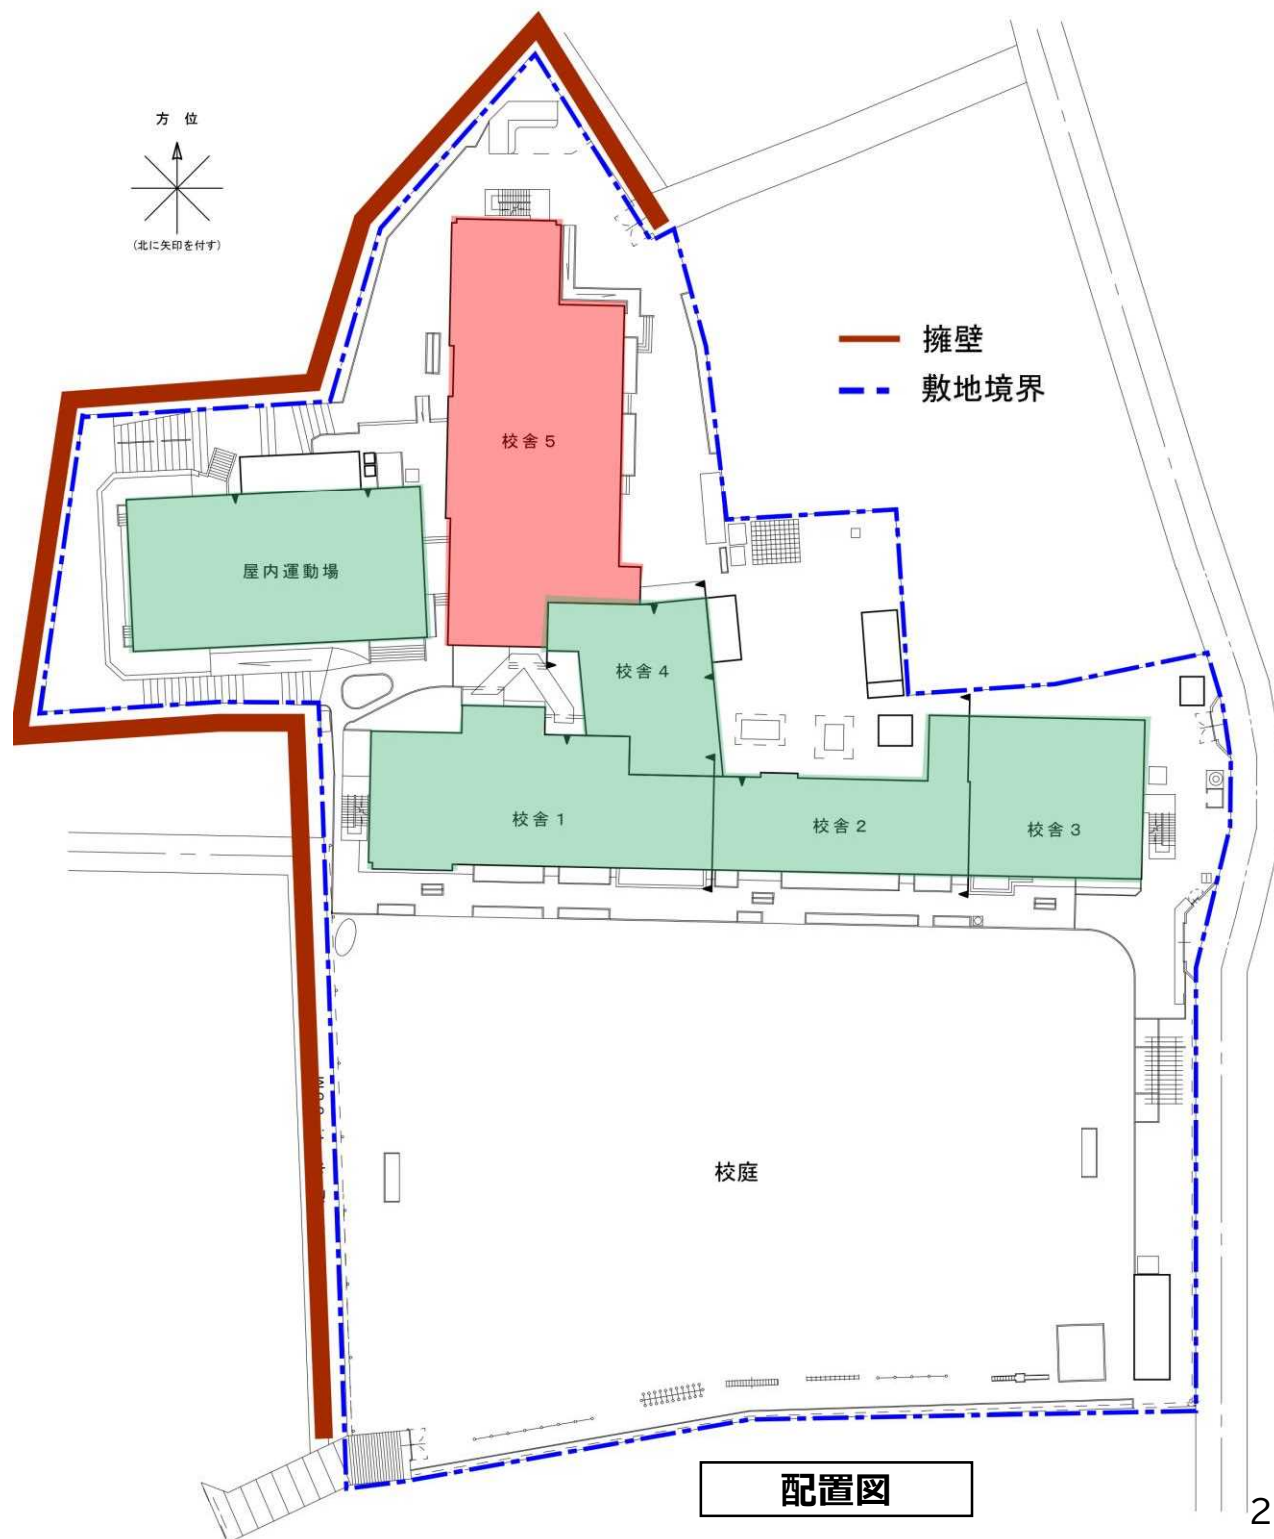 方 位
(北に矢印を付す)
擁壁
敷地境界
校舎５
屋内運動場
校舎４
校舎１
校舎２
校舎３
校庭
配置図
2